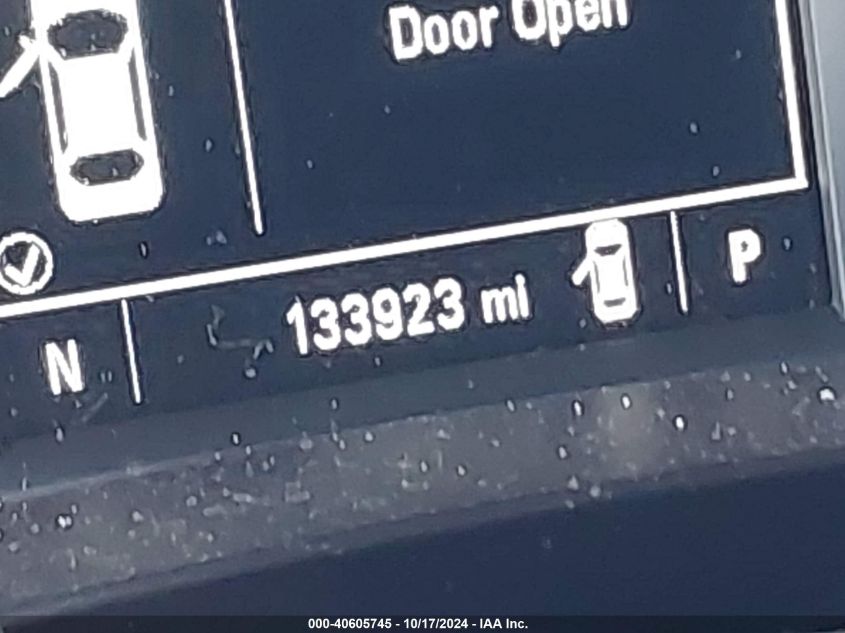 Door Open
N 133923 mi P
000-40605745 - 10/17/2024 - IAA Inc.